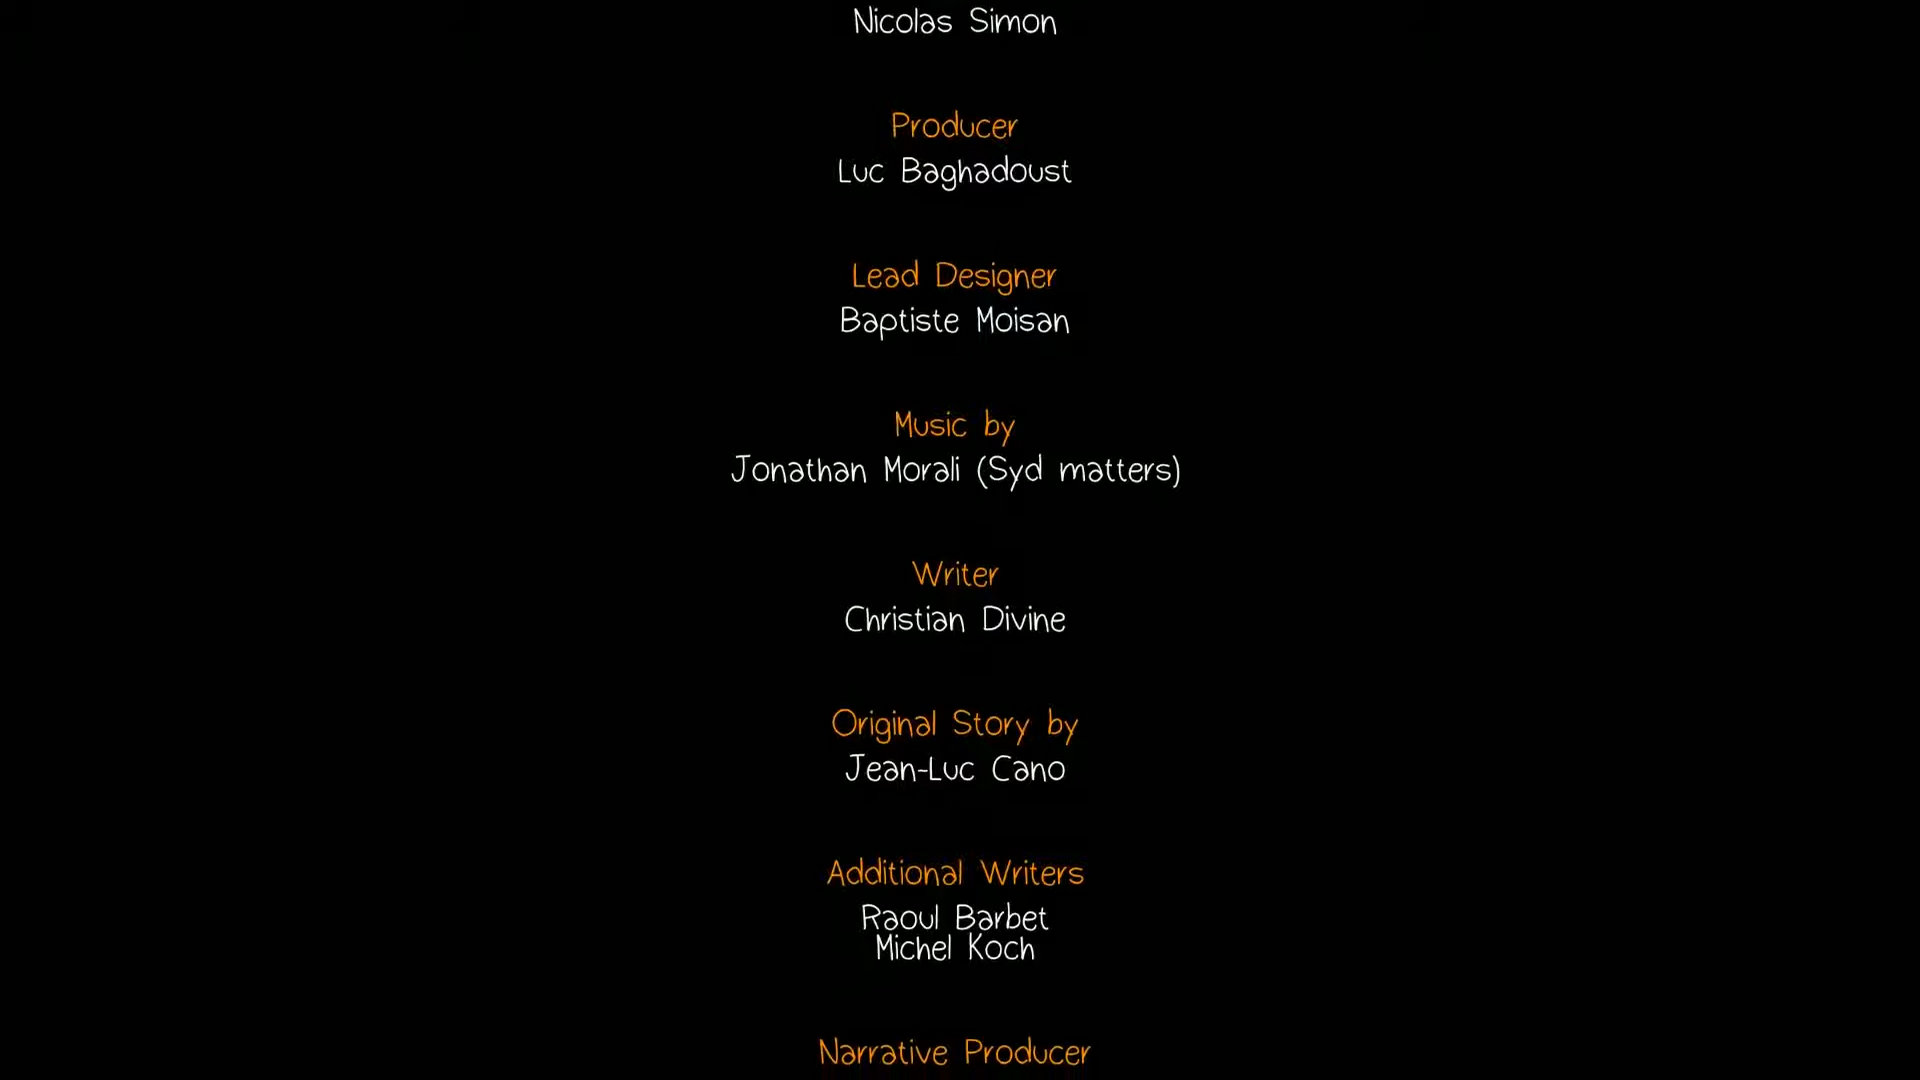 Nicolas Simon
Producer
Luc Baghadoust
Lead Designer
Baptiste Moisan
Music by
Jonathan Morali (Syd matters)
Writer
Christian Divine
Original Story by
Jean-Luc Cano
Additional Writers
Raoul Barbet
Michel Koch
Narrative Producer